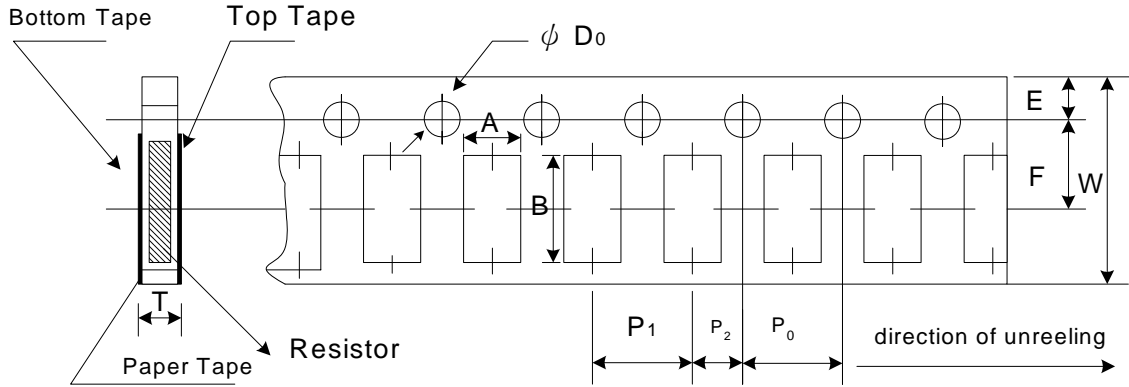 Bottom Tape
Top Tape
ψ D0
E
A
F
W
B
T
P1
P2
P0
direction of unreeling
Resistor
Paper Tape